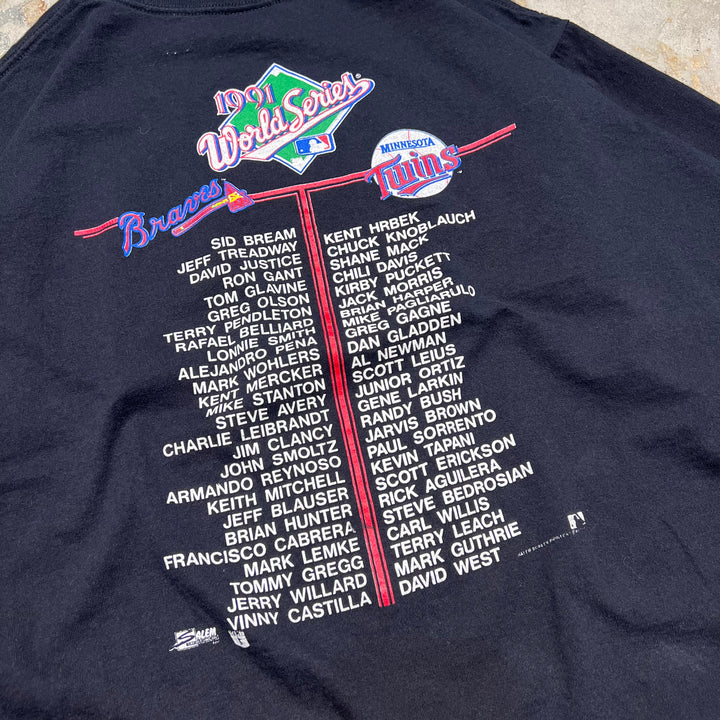 1991
World Series
MINNESOTA
Twins
Braves
SID BREAM
JEFF TREADWAY
DAVID JUSTICE
RON GANT
TOM GLAVINE
GREG OLSON
TERRY PENDLETON
RAFAEL BELLIARD
LONNIE SMITH
ALEJANDRO PENA
MARK WOHLERS
KENT MERCKER
MIKE STANTON
STEVE AVERY
CHARLIE LEIBRANDT
JIM CLANCY
JOHN SMOLTZ
ARMANDO REYNOSO
KEITH MITCHELL
JEFF BLAUSER
BRIAN HUNTER
FRANCISCO CABRERA
MARK LEMKE
TOMMY GREGG
JERRY WILLARD
VINNY CASTILLA
KENT HRBEK
CHUCK KNOBLAUCH
SHANE MACK
CHILI DAVIS
KIRBY PUCKETT
JACK MORRIS
BRIAN HARPER
MIKE PAGLIARULO
GREG GAGNE
DAN GLADDEN
AL NEWMAN
SCOTT LEIUS
JUNIOR ORTIZ
GENE LARKIN
RANDY BUSH
JARVIS BROWN
PAUL SORRENTO
KEVIN TAPANI
SCOTT ERICKSON
RICK AGUILERA
STEVE BEDROSIAN
CARL WILLIS
TERRY LEACH
MARK GUTHRIE
DAVID WEST
SALEM